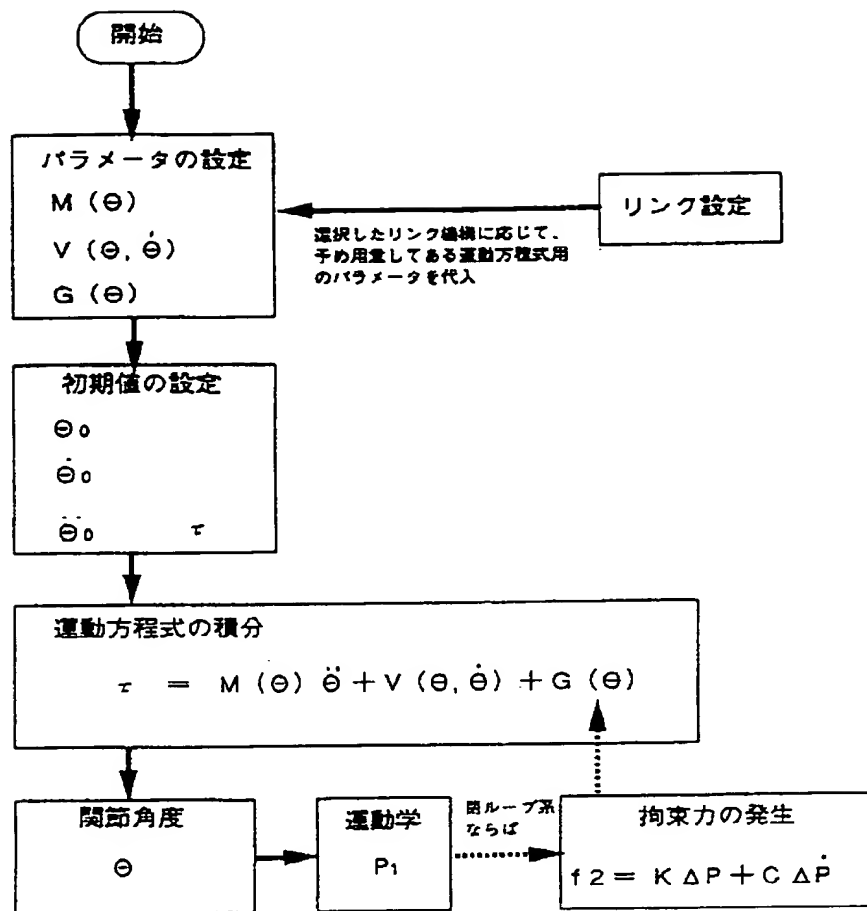 開始
パラメータの設定
M (Θ)
V (Θ, Θ̇)
G (Θ)
リンク設定
選択したリンク機構に応じて、
予め用意してある運動方程式用
のパラメータを代入
初期値の設定
Θ₀
Θ̇₀
Θ̈₀ τ
運動方程式の積分
τ = M (Θ) Θ̈ + V (Θ, Θ̇) + G (Θ)
関節角度
Θ
運動学
P₁
閉ループ系
ならば
拘束力の発生
f2 = K ΔP + C ΔṖ